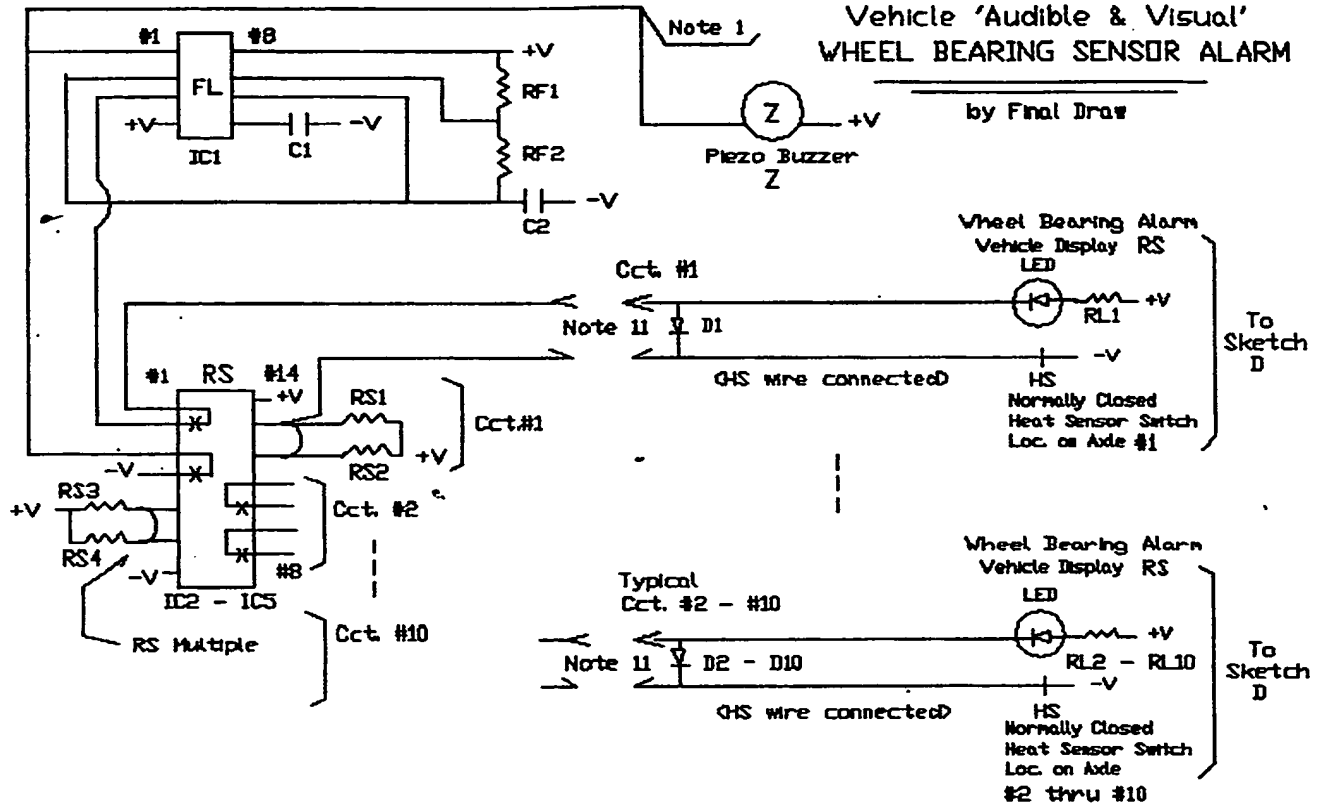 Vehicle 'Audible & Visual'
WHEEL BEARING SENSOR ALARM
by Final Draw
Note 1
#1
#8
+V
FL
RF1
+V
C1
-V
IC1
RF2
C2
-V
Z
+V
Piezo Buzzer
Z
Wheel Bearing Alarm
Vehicle Display RS
LED
Cct. #1
+V
RL1
Note 11
D1
-V
To
Sketch
D
(HS wire connected)
HS
Normally Closed
Heat Sensor Switch
Loc. on Axle #1
#1
RS
#14
+V
RS1
X
Cct.#1
RS2
+V
-V
X
RS3
+V
X
Cct. #2
RS4
X
-V
#8
IC2 - IC5
RS Multiple
Cct. #10
Wheel Bearing Alarm
Vehicle Display RS
LED
Typical
Cct. #2 - #10
+V
Note 11
D2 - D10
RL2 - RL10
-V
To
Sketch
D
(HS wire connected)
HS
Normally Closed
Heat Sensor Switch
Loc. on Axle
#2 thru #10